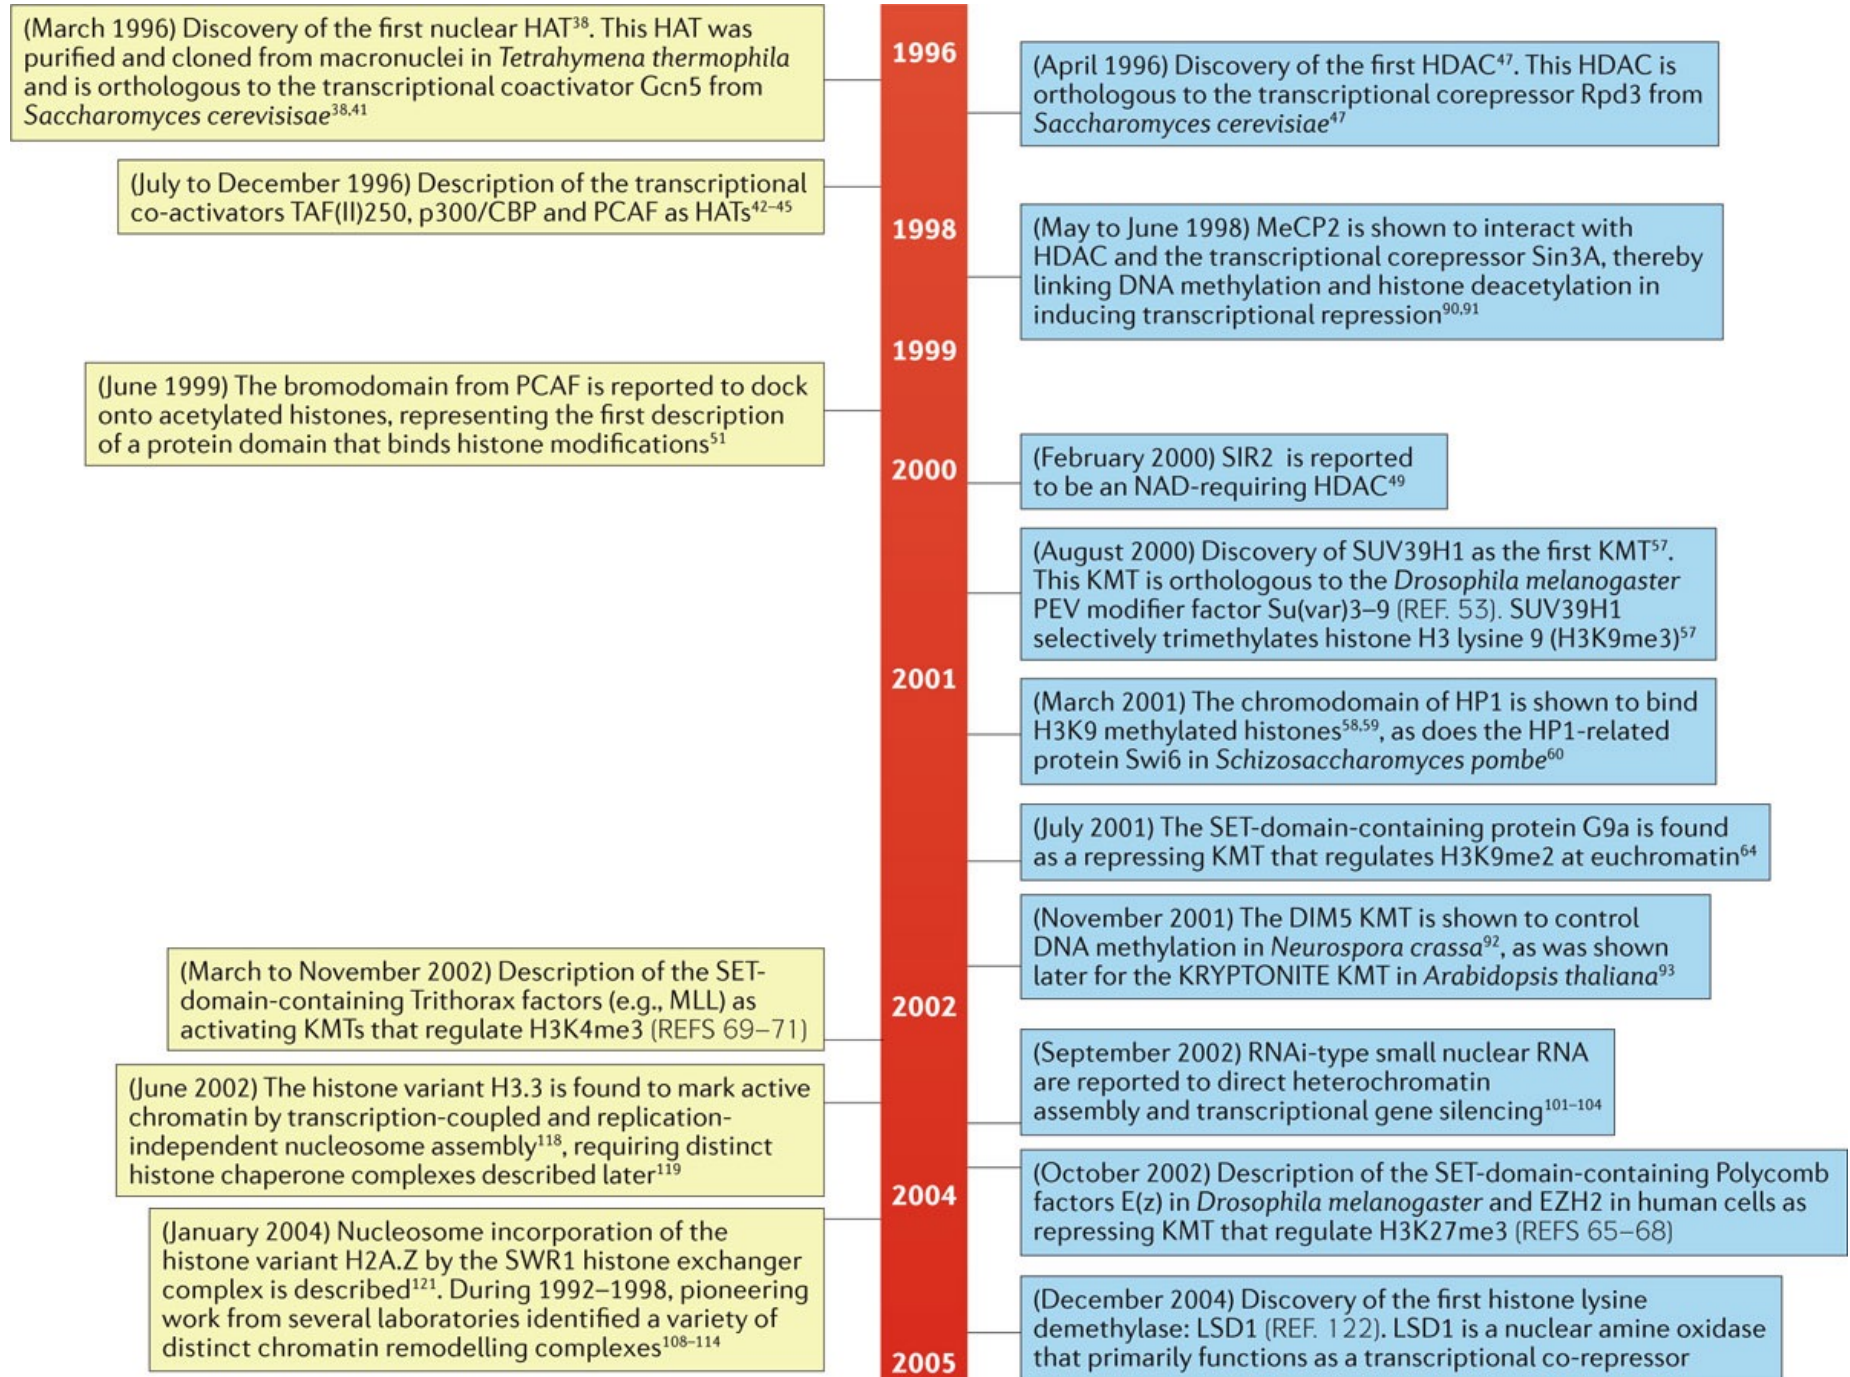 (March 1996) Discovery of the first nuclear HAT³⁸. This HAT was
purified and cloned from macronuclei in Tetrahymena thermophila
and is orthologous to the transcriptional coactivator Gcn5 from
Saccharomyces cerevisisae³⁸,⁴¹
1996
(April 1996) Discovery of the first HDAC⁴⁷. This HDAC is
orthologous to the transcriptional corepressor Rpd3 from
Saccharomyces cerevisiae⁴⁷
(July to December 1996) Description of the transcriptional
co-activators TAF(II)250, p300/CBP and PCAF as HATs⁴²⁻⁴⁵
1998
(May to June 1998) MeCP2 is shown to interact with
HDAC and the transcriptional corepressor Sin3A, thereby
linking DNA methylation and histone deacetylation in
inducing transcriptional repression⁹⁰,⁹¹
1999
(June 1999) The bromodomain from PCAF is reported to dock
onto acetylated histones, representing the first description
of a protein domain that binds histone modifications⁵¹
2000
(February 2000) SIR2 is reported
to be an NAD-requiring HDAC⁴⁹
(August 2000) Discovery of SUV39H1 as the first KMT⁵⁷.
This KMT is orthologous to the Drosophila melanogaster
PEV modifier factor Su(var)3–9 (REF. 53). SUV39H1
selectively trimethylates histone H3 lysine 9 (H3K9me3)⁵⁷
2001
(March 2001) The chromodomain of HP1 is shown to bind
H3K9 methylated histones⁵⁸,⁵⁹, as does the HP1-related
protein Swi6 in Schizosaccharomyces pombe⁶⁰
(July 2001) The SET-domain-containing protein G9a is found
as a repressing KMT that regulates H3K9me2 at euchromatin⁶⁴
(November 2001) The DIM5 KMT is shown to control
DNA methylation in Neurospora crassa⁹², as was shown
later for the KRYPTONITE KMT in Arabidopsis thaliana⁹³
(March to November 2002) Description of the SET-
domain-containing Trithorax factors (e.g., MLL) as
activating KMTs that regulate H3K4me3 (REFS 69–71)
2002
(September 2002) RNAi-type small nuclear RNA
are reported to direct heterochromatin
assembly and transcriptional gene silencing¹⁰¹⁻¹⁰⁴
(June 2002) The histone variant H3.3 is found to mark active
chromatin by transcription-coupled and replication-
independent nucleosome assembly¹¹⁸, requiring distinct
histone chaperone complexes described later¹¹⁹
(October 2002) Description of the SET-domain-containing Polycomb
factors E(z) in Drosophila melanogaster and EZH2 in human cells as
repressing KMT that regulate H3K27me3 (REFS 65–68)
2004
(January 2004) Nucleosome incorporation of the
histone variant H2A.Z by the SWR1 histone exchanger
complex is described¹²¹. During 1992–1998, pioneering
work from several laboratories identified a variety of
distinct chromatin remodelling complexes¹⁰⁸⁻¹¹⁴
(December 2004) Discovery of the first histone lysine
demethylase: LSD1 (REF. 122). LSD1 is a nuclear amine oxidase
that primarily functions as a transcriptional co-repressor
2005